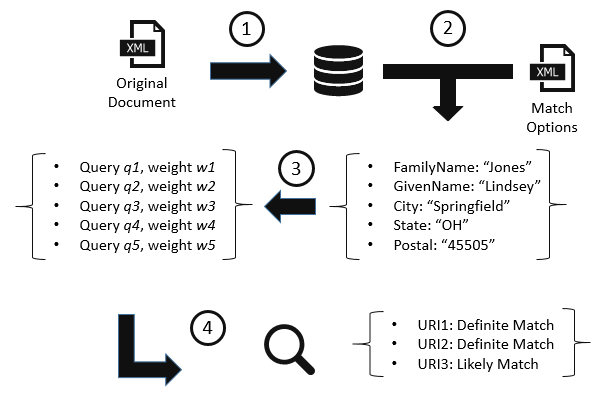 1
2
XML
Original
Document
XML
Match
Options
• Query q1, weight w1
• Query q2, weight w2
• Query q3, weight w3
• Query q4, weight w4
• Query q5, weight w5
3
• FamilyName: “Jones”
• GivenName: “Lindsey”
• City: “Springfield”
• State: “OH”
• Postal: “45505”
4
• URI1: Definite Match
• URI2: Definite Match
• URI3: Likely Match